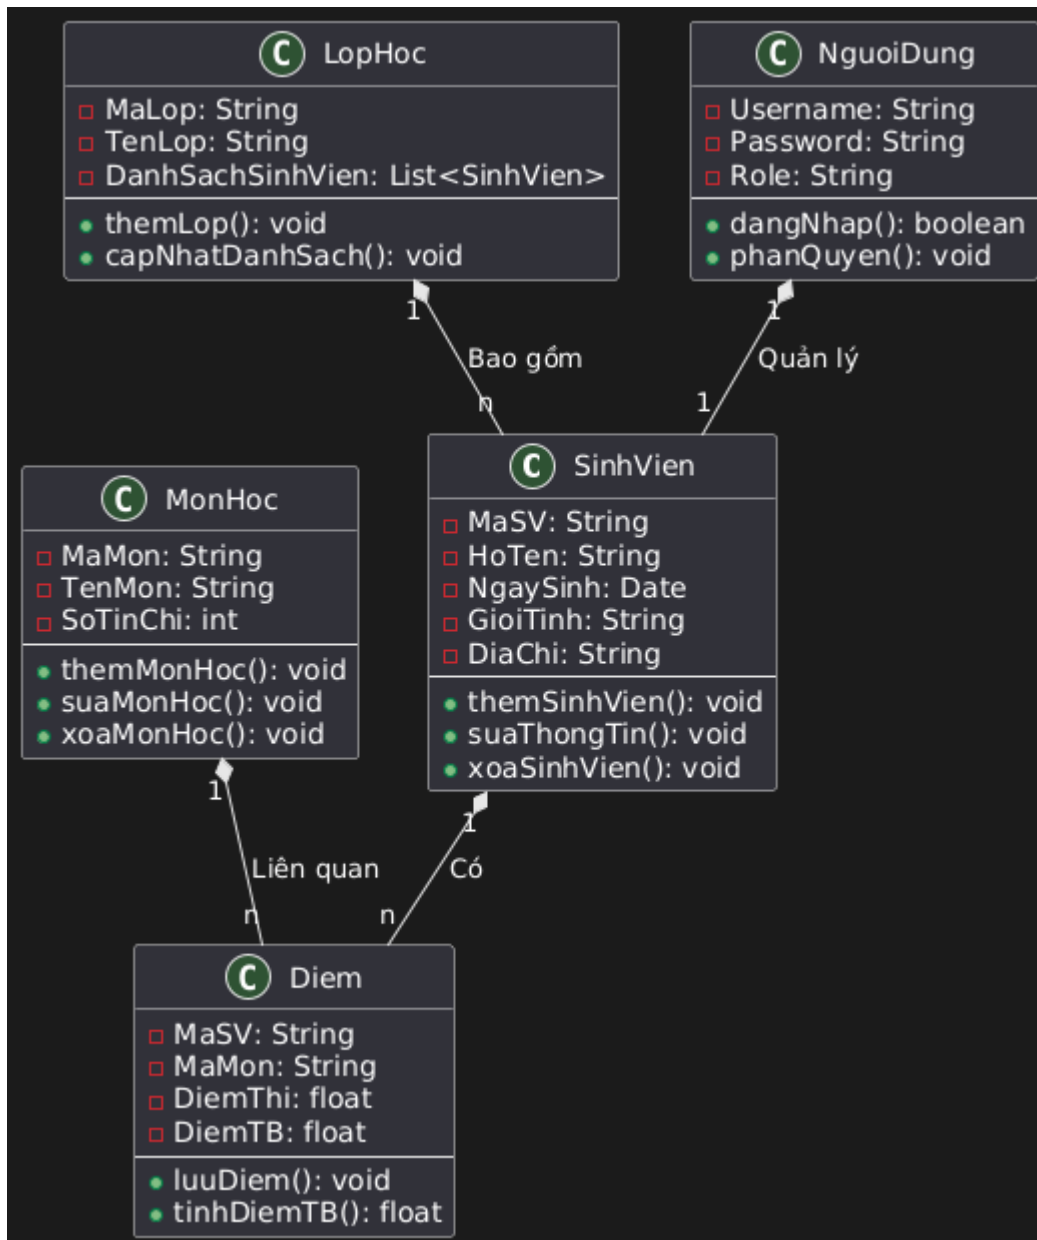 C LopHoc
MaLop: String
TenLop: String
DanhSachSinhVien: List<SinhVien>
themLop(): void
capNhatDanhSach(): void
C NguoiDung
Username: String
Password: String
Role: String
dangNhap(): boolean
phanQuyen(): void
1
Bao gồm
n
1
Quản lý
1
C MonHoc
MaMon: String
TenMon: String
SoTinChi: int
themMonHoc(): void
suaMonHoc(): void
xoaMonHoc(): void
C SinhVien
MaSV: String
HoTen: String
NgaySinh: Date
GioiTinh: String
DiaChi: String
themSinhVien(): void
suaThongTin(): void
xoaSinhVien(): void
1
Liên quan
n
1
Có
n
C Diem
MaSV: String
MaMon: String
DiemThi: float
DiemTB: float
luuDiem(): void
tinhDiemTB(): float